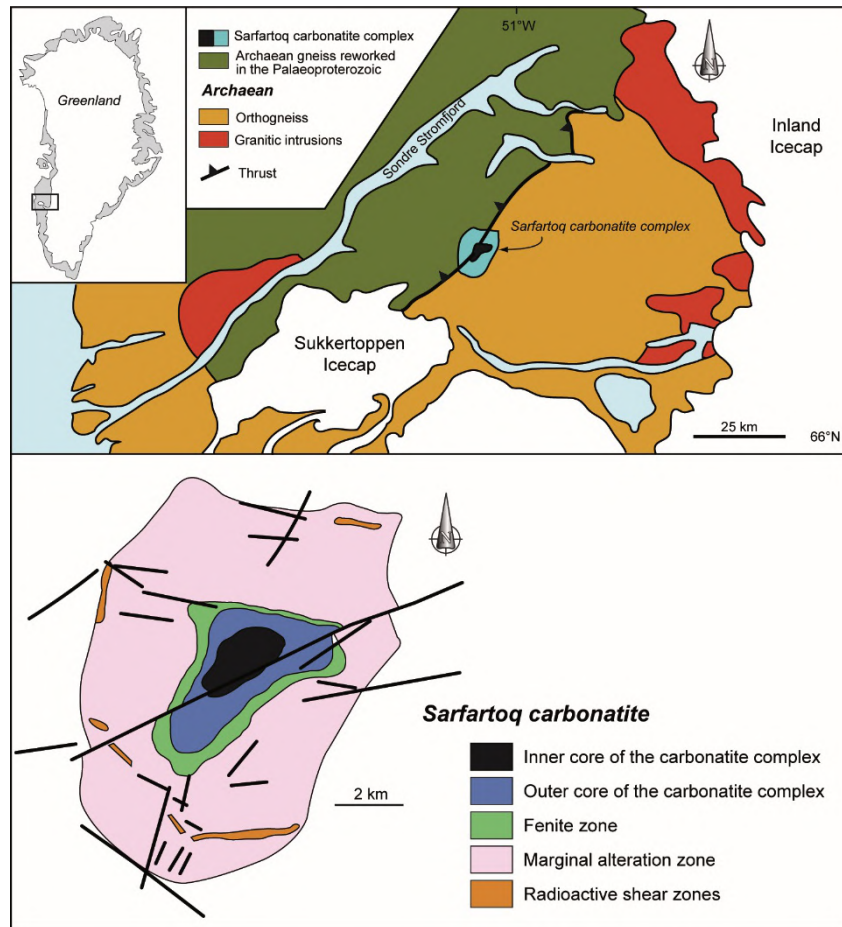 Greenland
Sarfartoq carbonatite complex
Archaean gneiss reworked
in the Palaeoproterozoic
Archaean
Orthogneiss
Granitic intrusions
Thrust
51°W
N
Inland
Icecap
Sondre Stromfjord
Sarfartoq carbonatite complex
Sukkertoppen
Icecap
25 km
66°N
N
Sarfartoq carbonatite
Inner core of the carbonatite complex
Outer core of the carbonatite complex
Fenite zone
Marginal alteration zone
Radioactive shear zones
2 km